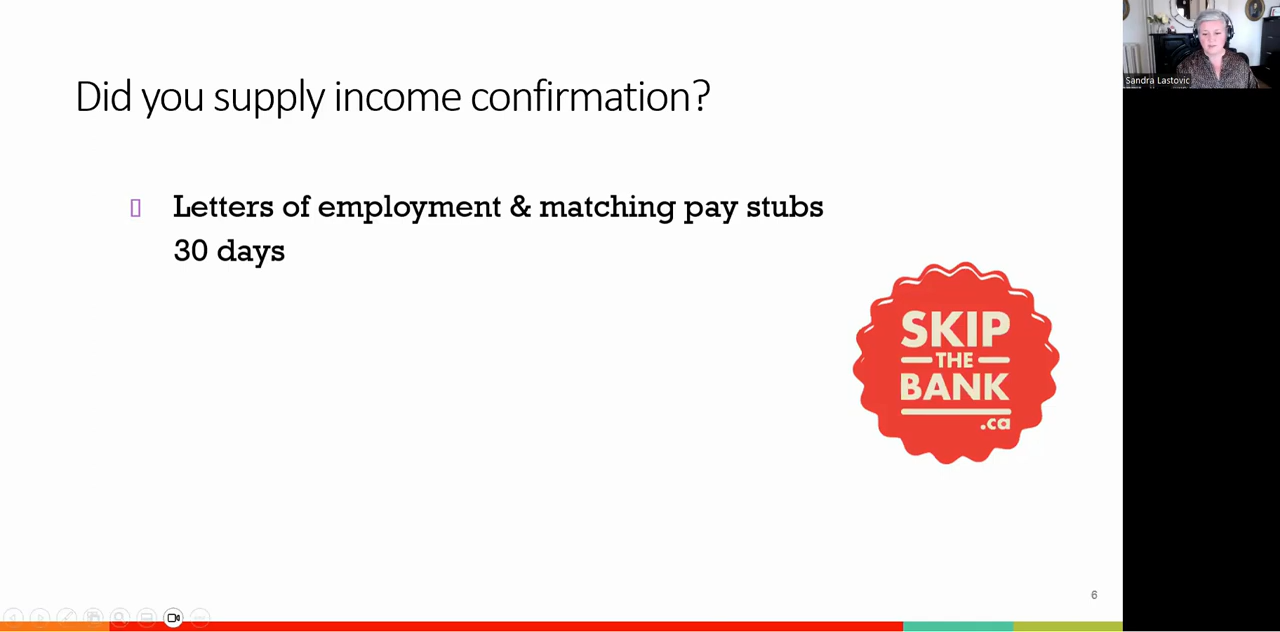 Did you supply income confirmation?
Letters of employment & matching pay stubs
30 days
SKIP
THE
BANK
.ca
6
Sandra Lastovic